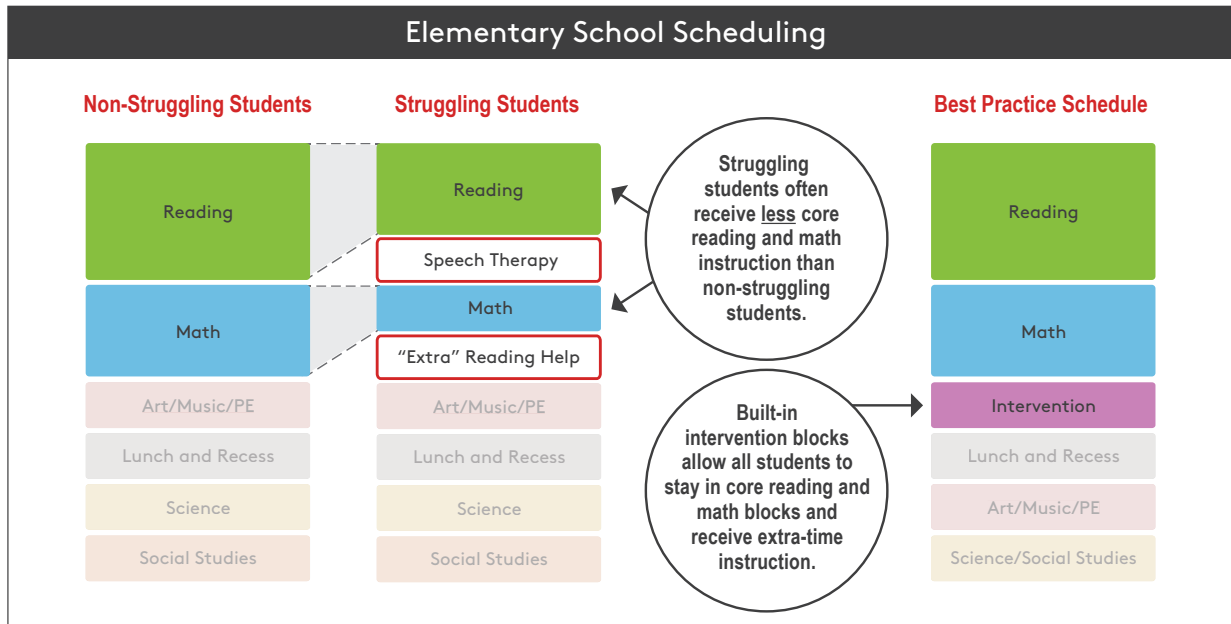 Elementary School Scheduling
Non-Struggling Students
Reading
Math
Art/Music/PE
Lunch and Recess
Science
Social Studies
Struggling Students
Reading
Speech Therapy
Math
“Extra” Reading Help
Art/Music/PE
Lunch and Recess
Science
Social Studies
Struggling
students often
receive less core
reading and math
instruction than
non-struggling
students.
Built-in
intervention blocks
allow all students to
stay in core reading and
math blocks and
receive extra-time
instruction.
Best Practice Schedule
Reading
Math
Intervention
Lunch and Recess
Art/Music/PE
Science/Social Studies